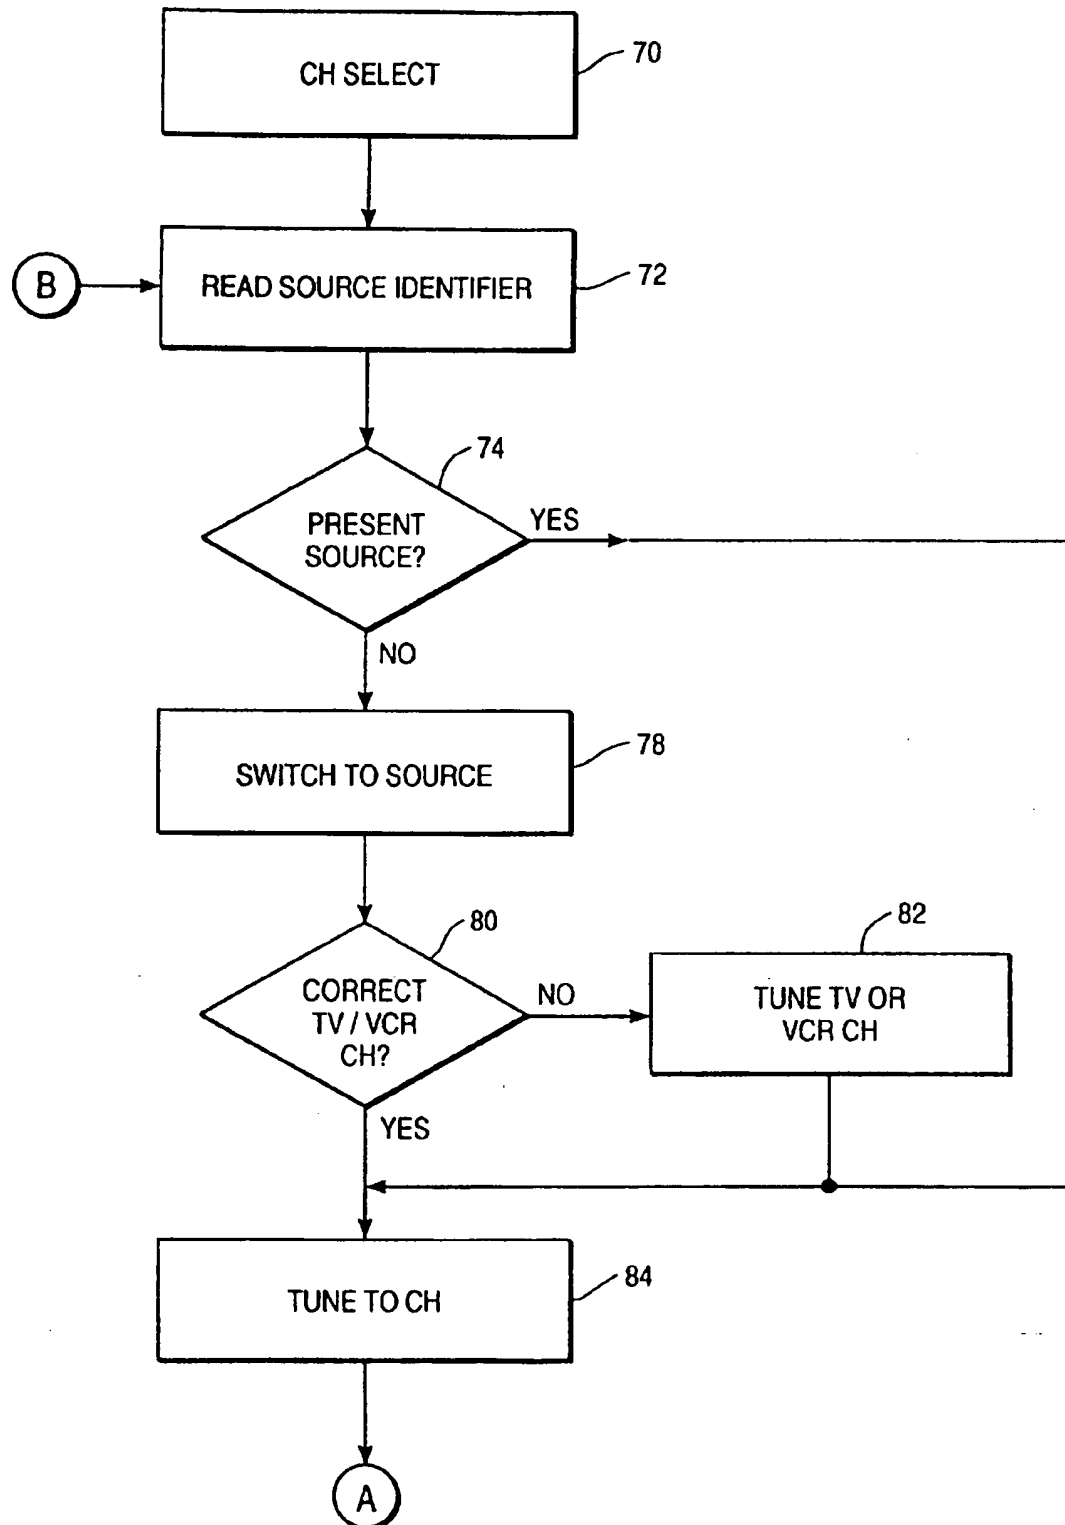 CH SELECT
70
B
READ SOURCE IDENTIFIER
72
74
PRESENT
SOURCE?
YES
NO
SWITCH TO SOURCE
78
80
CORRECT
TV / VCR
CH?
NO
82
TUNE TV OR
VCR CH
YES
TUNE TO CH
84
A